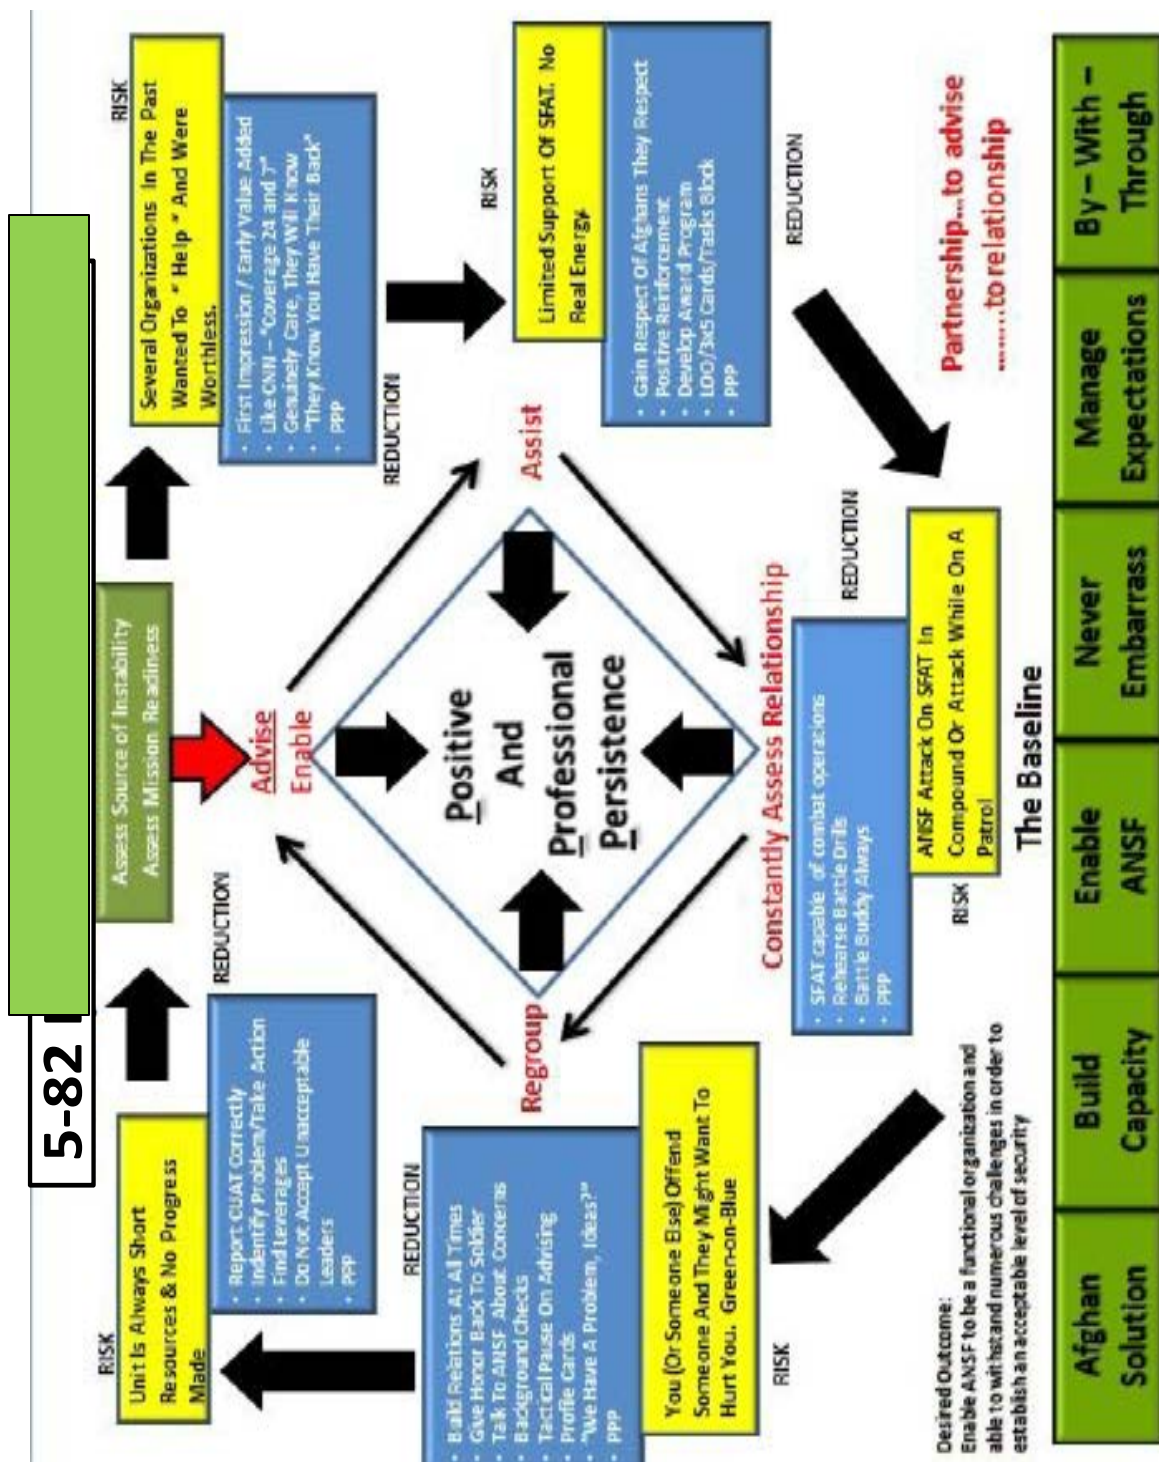 5-82
Assess Source of Instability
Assess Mission Readiness
RISK
Unit Is Always Short
Resources & No Progress
Made
• Report CUAT Correctly
• Indentify Problem/Take Action
• Find Leverages
• Do Not Accept Unacceptable
Leaders
• PPP
REDUCTION
RISK
Several Organizations In The Past
Wanted To " Help " And Were
Worthless.
• First Impression / Early Value Added
• Like CNN – "Coverage 24 and 7"
• Genuinely Care, They Will Know
• "They Know You Have Their Back"
• PPP
REDUCTION
Advise
Enable
Positive
And
Professional
Persistence
Regroup
Assist
Constantly Assess Relationship
RISK
Limited Support Of SFAT. No
Real Energy.
• Gain Respect Of Afghans They Respect
• Positive Reinforcement
• Develop Award Program
• LOO/3x5 Cards/Tasks Block
• PPP
REDUCTION
REDUCTION
• Build Relations At All Times
• Give Honor Back To Soldier
• Talk To ANSF About Concerns
• Background Checks
• Tactical Pause On Advising
• Profile Cards
• "We Have A Problem, Ideas?"
• PPP
You (Or Someone Else) Offend
Someone And They Might Want To
Hurt You. Green-on-Blue
RISK
• SFAT capable of combat operations
• Rehearse Battle Drills
• Battle Buddy Always
• PPP
REDUCTION
ANSF Attack On SFAT In
Compound Or Attack While On A
Patrol
RISK
Partnership...to advise
.........to relationship
Desired Outcome:
Enable ANSF to be a functional organization and
able to withstand numerous challenges in order to
establish an acceptable level of security
The Baseline
Afghan
Solution
Build
Capacity
Enable
ANSF
Never
Embarrass
Manage
Expectations
By – With –
Through